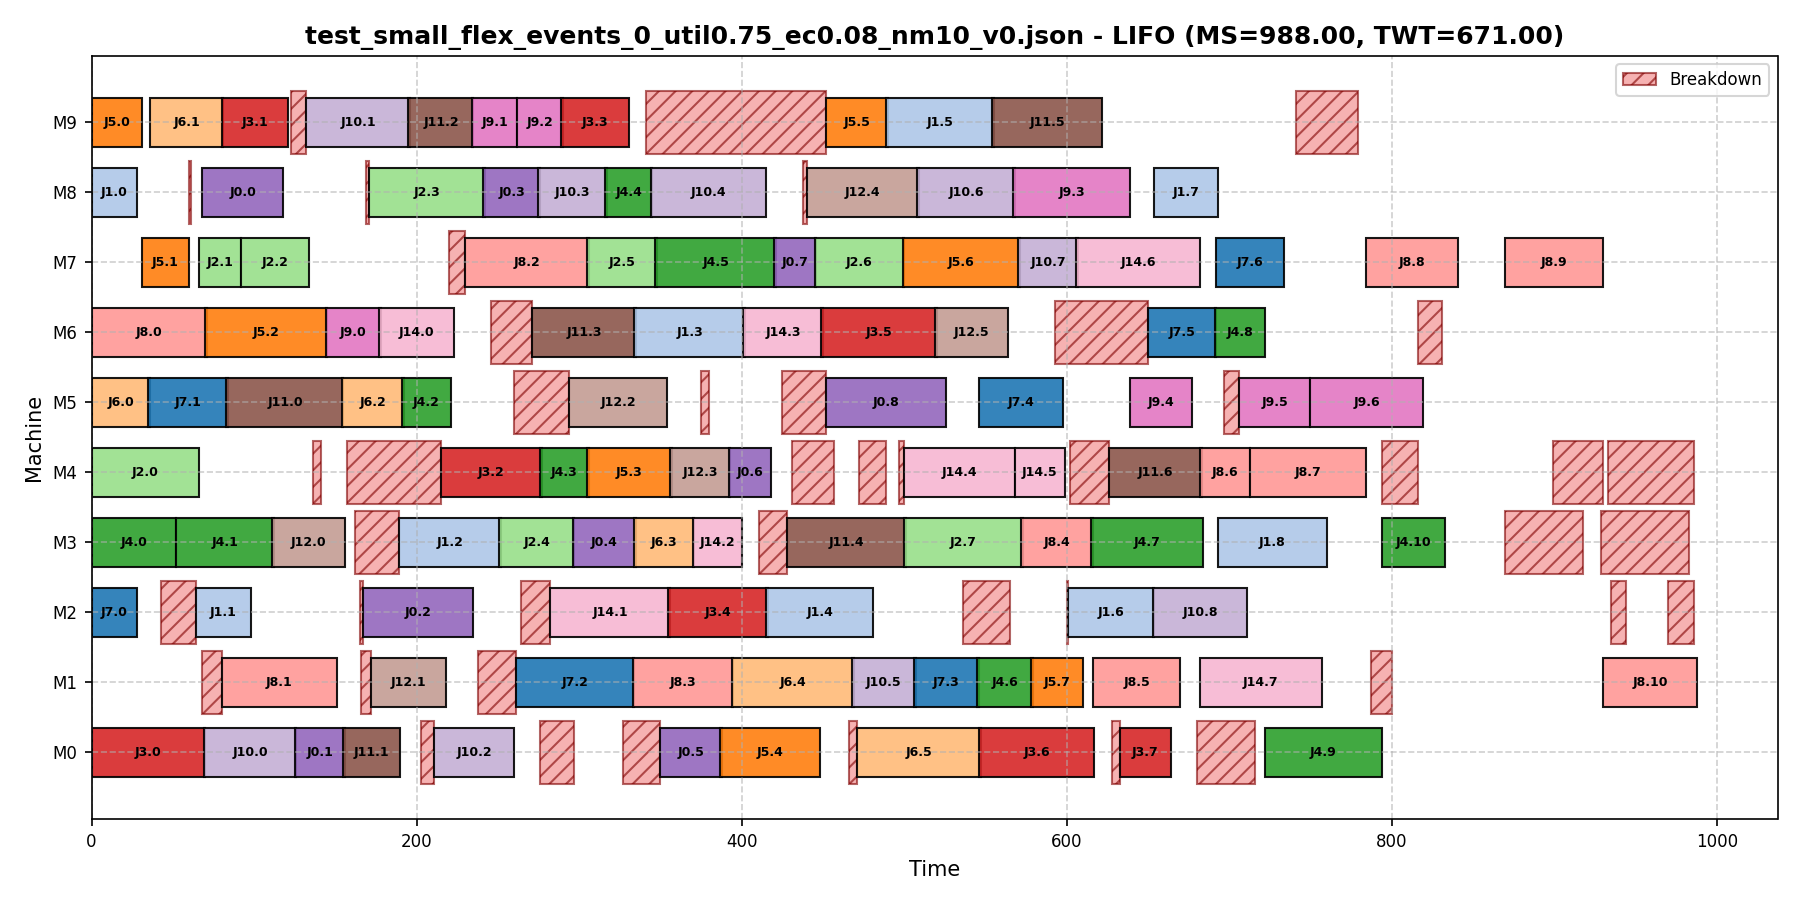 test_small_flex_events_0_util0.75_ec0.08_nm10_v0.json - LIFO (MS=988.00, TWT=671.00)
Breakdown
M9 J5.0 J6.1 J3.1 J10.1 J11.2 J9.1 J9.2 J3.3 J5.5 J1.5 J11.5
M8 J1.0 J0.0 J2.3 J0.3 J10.3 J4.4 J10.4 J12.4 J10.6 J9.3 J1.7
M7 J5.1 J2.1 J2.2 J8.2 J2.5 J4.5 J0.7 J2.6 J5.6 J10.7 J14.6 J7.6 J8.8 J8.9
M6 J8.0 J5.2 J9.0 J14.0 J11.3 J1.3 J14.3 J3.5 J12.5 J7.5 J4.8
M5 J6.0 J7.1 J11.0 J6.2 J4.2 J12.2 J0.8 J7.4 J9.4 J9.5 J9.6
M4 J2.0 J3.2 J4.3 J5.3 J12.3 J0.6 J14.4 J14.5 J11.6 J8.6 J8.7
M3 J4.0 J4.1 J12.0 J1.2 J2.4 J0.4 J6.3 J14.2 J11.4 J2.7 J8.4 J4.7 J1.8 J4.10
M2 J7.0 J1.1 J0.2 J14.1 J3.4 J1.4 J1.6 J10.8
M1 J8.1 J12.1 J7.2 J8.3 J6.4 J10.5 J7.3 J4.6 J5.7 J8.5 J14.7 J8.10
M0 J3.0 J10.0 J0.1 J11.1 J10.2 J0.5 J5.4 J6.5 J3.6 J3.7 J4.9
Machine
0 200 400 600 800 1000
Time